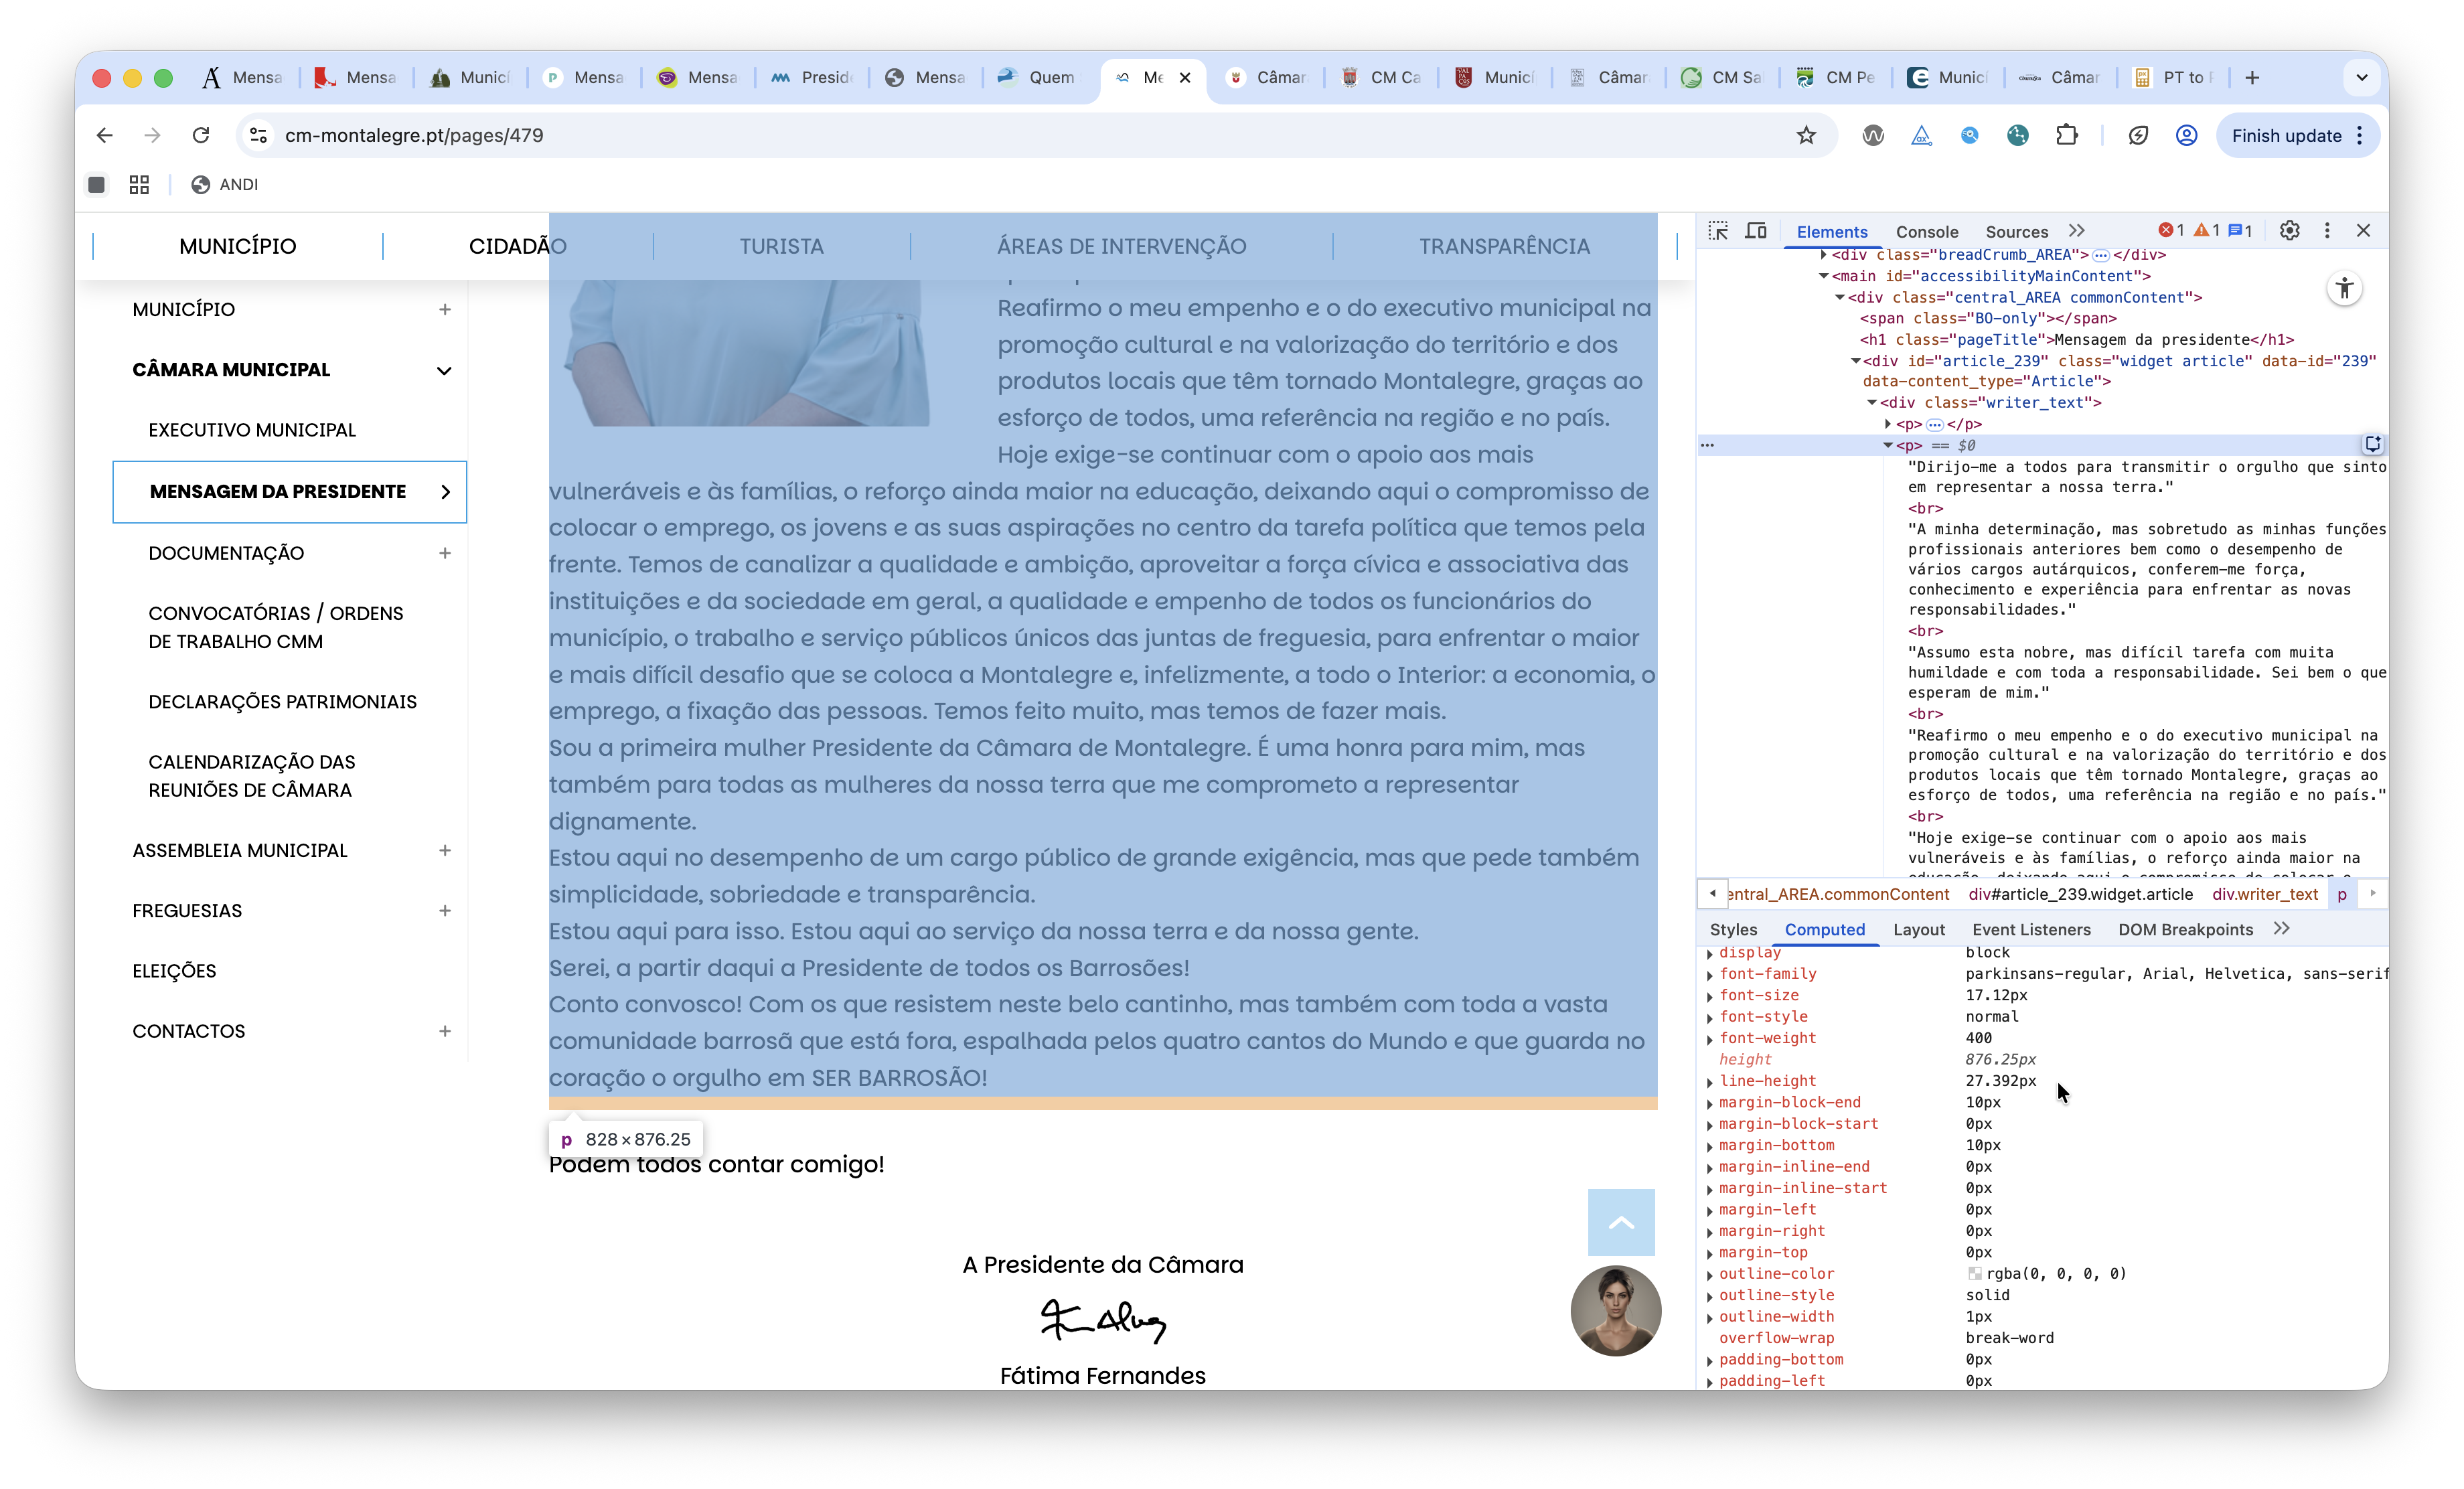 Mensa
Mensa
Municí
Mensa
Mensa
Presid
Mensa
Quem
Me
Câmar
CM Ca
Municí
Câmar
CM Sa
CM Pe
Municí
Câmar
PT to
cm-montalegre.pt/pages/479
Finish update
ANDI
MUNICÍPIO
CIDADÃO
TURISTA
ÁREAS DE INTERVENÇÃO
TRANSPARÊNCIA
MUNICÍPIO +
CÂMARA MUNICIPAL
EXECUTIVO MUNICIPAL
MENSAGEM DA PRESIDENTE
DOCUMENTAÇÃO +
CONVOCATÓRIAS / ORDENS
DE TRABALHO CMM
DECLARAÇÕES PATRIMONIAIS
CALENDARIZAÇÃO DAS
REUNIÕES DE CÂMARA
ASSEMBLEIA MUNICIPAL +
FREGUESIAS +
ELEIÇÕES
CONTACTOS +
Reafirmo o meu empenho e o do executivo municipal na
promoção cultural e na valorização do território e dos
produtos locais que têm tornado Montalegre, graças ao
esforço de todos, uma referência na região e no país.
Hoje exige-se continuar com o apoio aos mais
vulneráveis e às famílias, o reforço ainda maior na educação, deixando aqui o compromisso de
colocar o emprego, os jovens e as suas aspirações no centro da tarefa política que temos pela
frente. Temos de canalizar a qualidade e ambição, aproveitar a força cívica e associativa das
instituições e da sociedade em geral, a qualidade e empenho de todos os funcionários do
município, o trabalho e serviço públicos únicos das juntas de freguesia, para enfrentar o maior
e mais difícil desafio que se coloca a Montalegre e, infelizmente, a todo o Interior: a economia, o
emprego, a fixação das pessoas. Temos feito muito, mas temos de fazer mais.
Sou a primeira mulher Presidente da Câmara de Montalegre. É uma honra para mim, mas
também para todas as mulheres da nossa terra que me comprometo a representar
dignamente.
Estou aqui no desempenho de um cargo público de grande exigência, mas que pede também
simplicidade, sobriedade e transparência.
Estou aqui para isso. Estou aqui ao serviço da nossa terra e da nossa gente.
Serei, a partir daqui a Presidente de todos os Barrosões!
Conto convosco! Com os que resistem neste belo cantinho, mas também com toda a vasta
comunidade barrosã que está fora, espalhada pelos quatro cantos do Mundo e que guarda no
coração o orgulho em SER BARROSÃO!
p 828 × 876.25
Podem todos contar comigo!
A Presidente da Câmara
Fátima Fernandes
Elements
Console
Sources
1
1
1
<div class="breadCrumb_AREA">…</div>
<main id="accessibilityMainContent">
<div class="central_AREA commonContent">
<span class="BO-only"></span>
<h1 class="pageTitle">Mensagem da presidente</h1>
<div id="article_239" class="widget article" data-id="239"
data-content_type="Article">
<div class="writer_text">
<p>…</p>
<p> == $0
"Dirijo-me a todos para transmitir o orgulho que sinto
em representar a nossa terra."
<br>
"A minha determinação, mas sobretudo as minhas funções
profissionais anteriores bem como o desempenho de
vários cargos autárquicos, conferem-me força,
conhecimento e experiência para enfrentar as novas
responsabilidades."
<br>
"Assumo esta nobre, mas difícil tarefa com muita
humildade e com toda a responsabilidade. Sei bem o que
esperam de mim."
<br>
"Reafirmo o meu empenho e o do executivo municipal na
promoção cultural e na valorização do território e dos
produtos locais que têm tornado Montalegre, graças ao
esforço de todos, uma referência na região e no país."
<br>
"Hoje exige-se continuar com o apoio aos mais
vulneráveis e às famílias, o reforço ainda maior na
entral_AREA.commonContent div#article_239.widget.article div.writer_text p
Styles
Computed
Layout
Event Listeners
DOM Breakpoints
display block
font-family parkinsans-regular, Arial, Helvetica, sans-serif
font-size 17.12px
font-style normal
font-weight 400
height 876.25px
line-height 27.392px
margin-block-end 10px
margin-block-start 0px
margin-bottom 10px
margin-inline-end 0px
margin-inline-start 0px
margin-left 0px
margin-right 0px
margin-top 0px
outline-color rgba(0, 0, 0, 0)
outline-style solid
outline-width 1px
overflow-wrap break-word
padding-bottom 0px
padding-left 0px